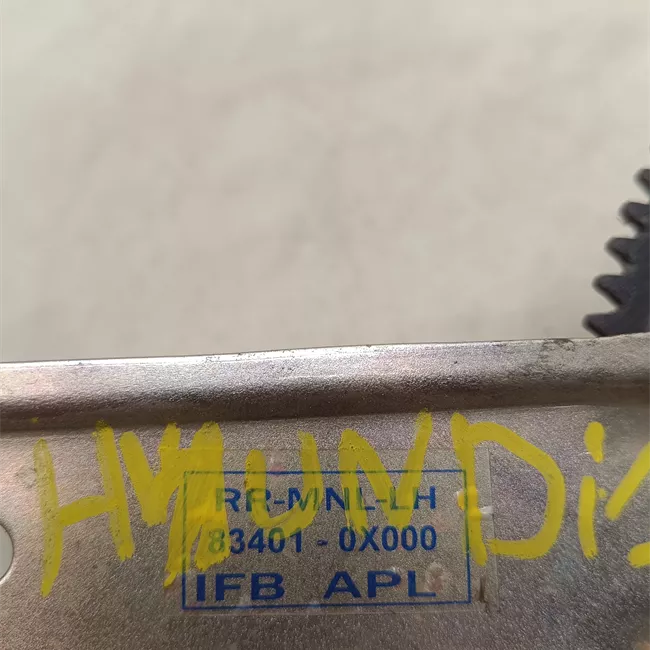 HYUNDi
RR-MNL-LH
83401 - 0X000
IFB APL